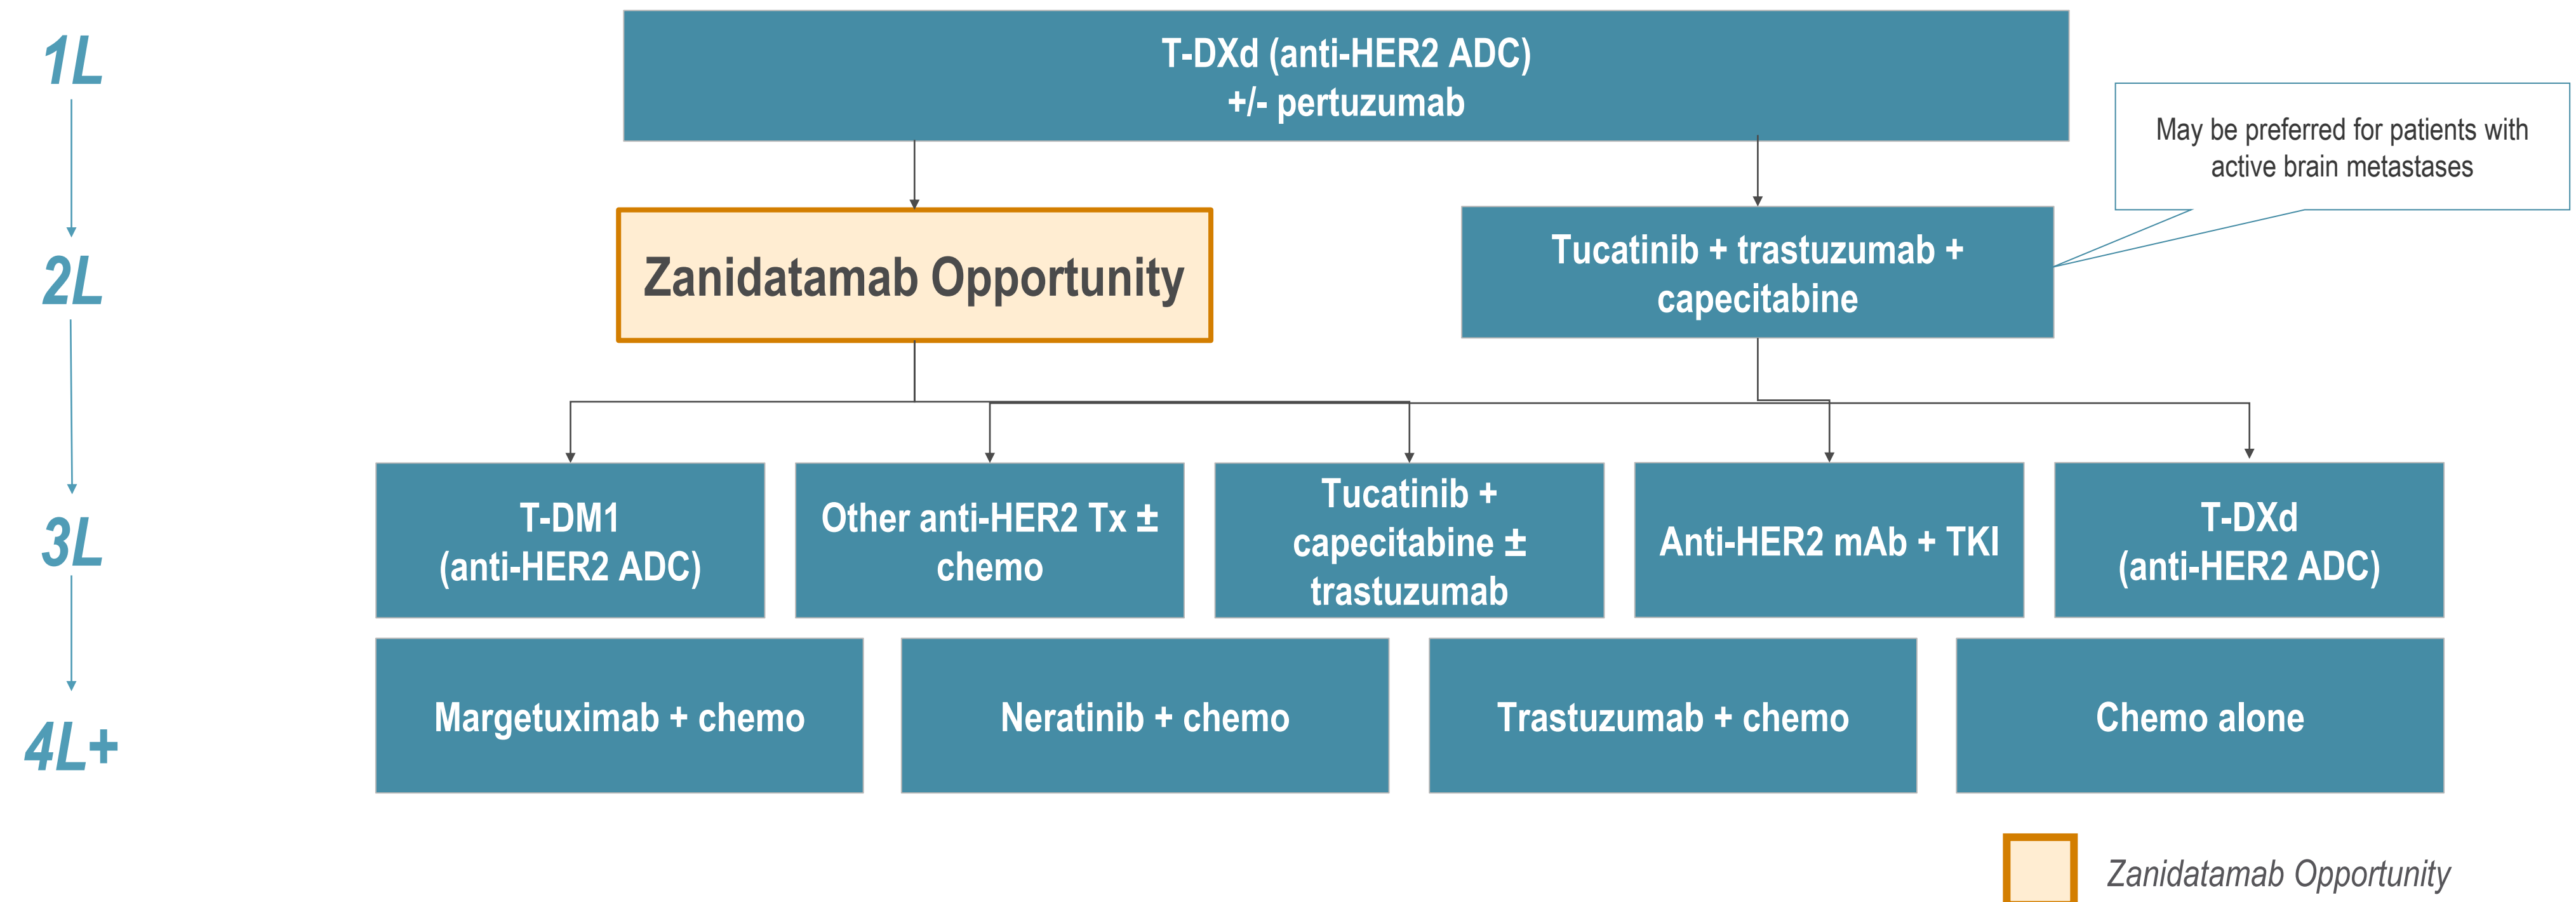 1L
T-DXd (anti-HER2 ADC)
+/- pertuzumab
May be preferred for patients with
active brain metastases
2L
Zanidatamab Opportunity
Tucatinib + trastuzumab +
capecitabine
3L
T-DM1
(anti-HER2 ADC)
Other anti-HER2 Tx ±
chemo
Tucatinib +
capecitabine ±
trastuzumab
Anti-HER2 mAb + TKI
T-DXd
(anti-HER2 ADC)
4L+
Margetuximab + chemo
Neratinib + chemo
Trastuzumab + chemo
Chemo alone
Zanidatamab Opportunity